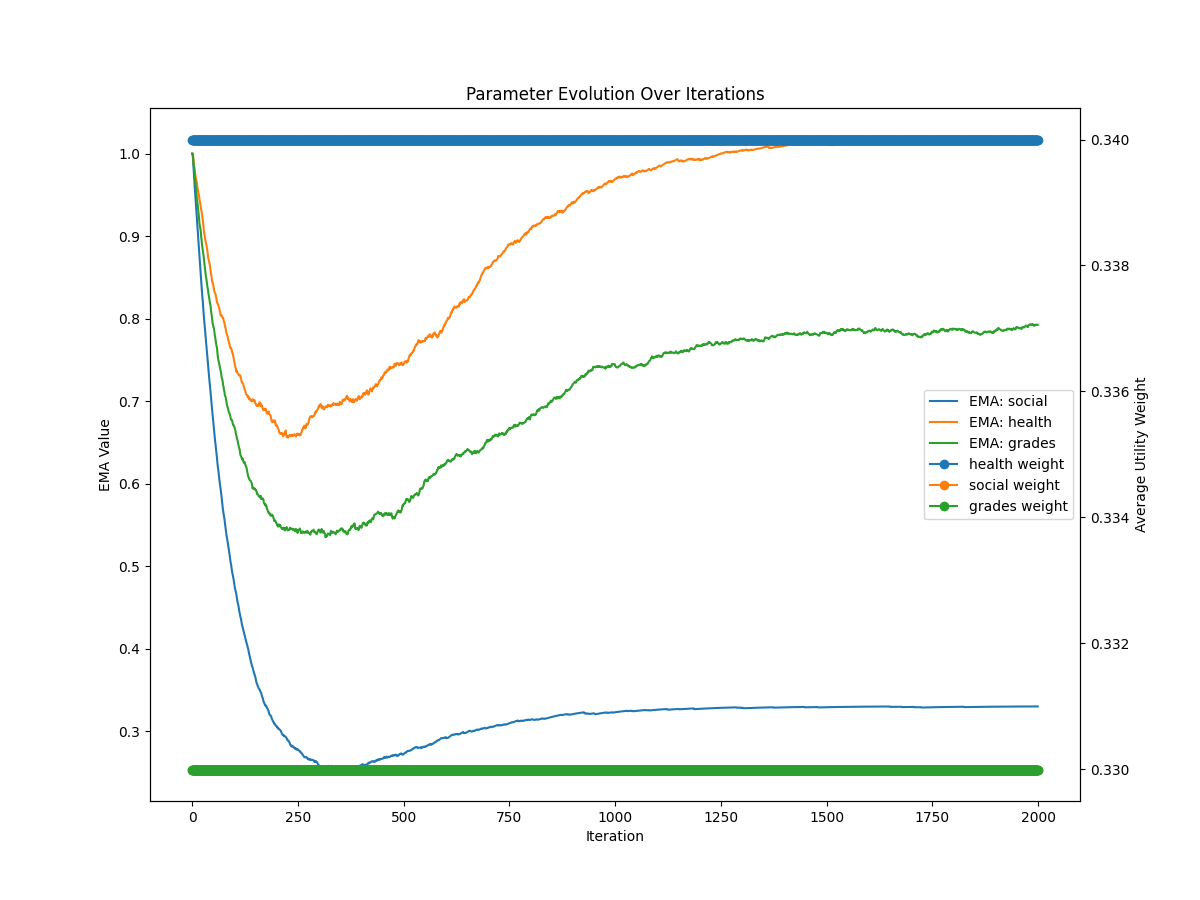 Parameter Evolution Over Iterations
1.0
0.9
0.8
0.7
0.6
0.5
0.4
0.3
EMA Value
0.340
0.338
0.336
0.334
0.332
0.330
Average Utility Weight
EMA: social
EMA: health
EMA: grades
health weight
social weight
grades weight
0 250 500 750 1000 1250 1500 1750 2000
Iteration